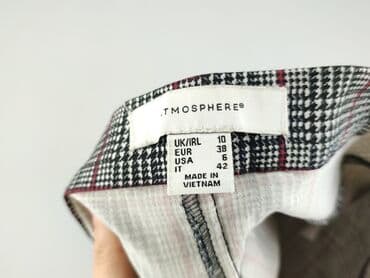 TMOSPHERE®
UK/IRL 10
EUR 38
USA 6
IT 42
MADE IN
VIETNAM